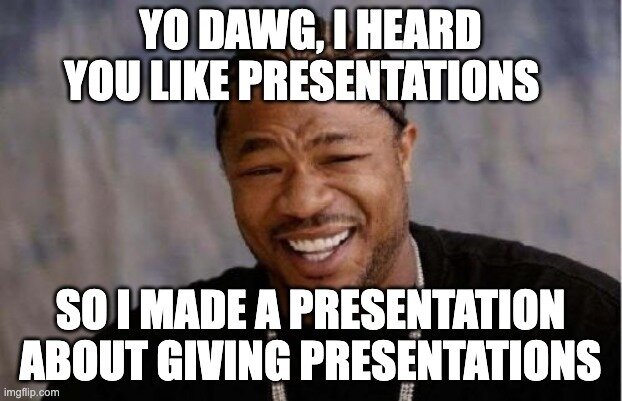 YO DAWG, I HEARD
YOU LIKE PRESENTATIONS
SO I MADE A PRESENTATION
ABOUT GIVING PRESENTATIONS
imgflip.com